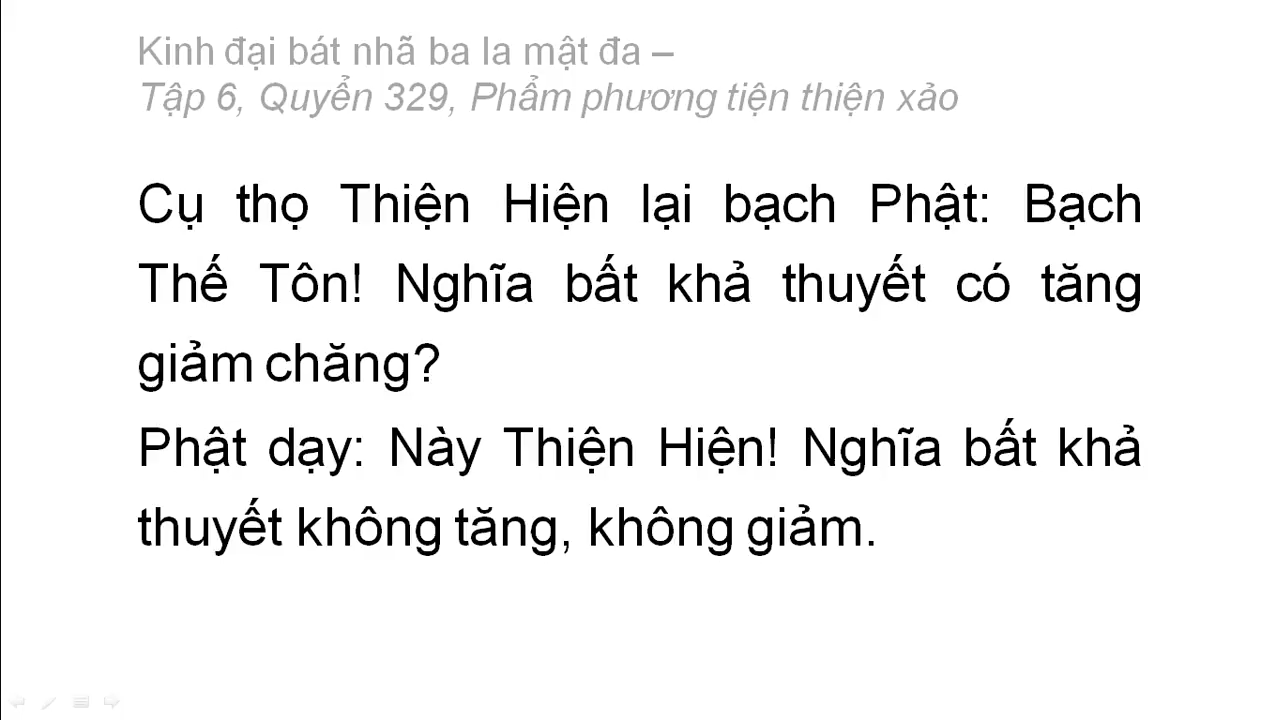 Kinh đại bát nhã ba la mật đa –
Tập 6, Quyển 329, Phẩm phương tiện thiện xảo
Cụ thọ Thiện Hiện lại bạch Phật: Bạch
Thế Tôn! Nghĩa bất khả thuyết có tăng
giảm chăng?
Phật dạy: Này Thiện Hiện! Nghĩa bất khả
thuyết không tăng, không giảm.